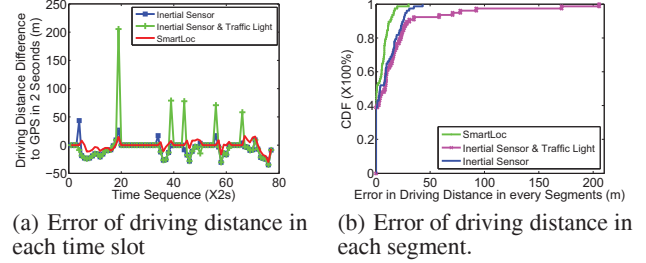 Driving Distance Difference
to GPS in 2 Seconds (m)
250
200
150
100
50
0
−50
0
20
40
60
80
Time Sequence (X2s)
Inertial Sensor
Inertial Sensor & Traffic Light
SmartLoc
(a) Error of driving distance in
each time slot
CDF (X100%)
1
0.8
0.6
0.4
0.2
0
0
50
100
150
200
Error in Driving Distance in every Segments (m)
SmartLoc
Inertial Sensor & Traffic Light
Inertial Sensor
(b) Error of driving distance in
each segment.